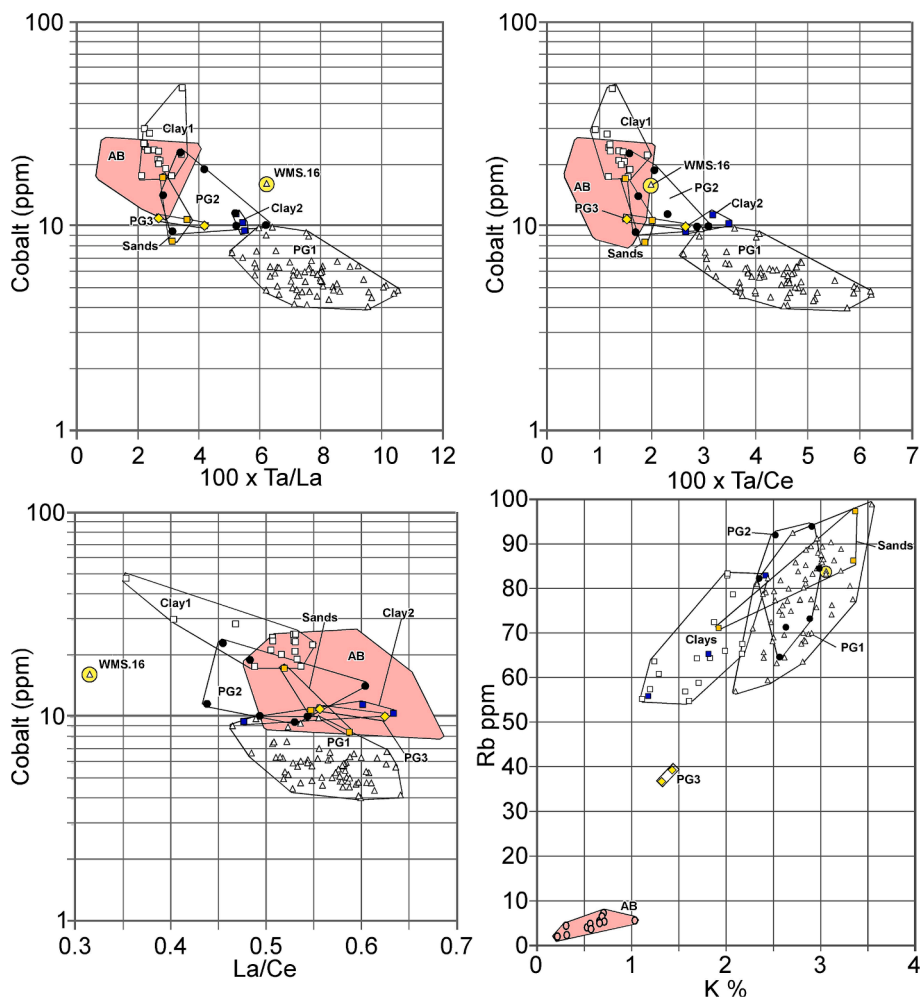 100
10
1
Cobalt (ppm)
0
2
4
6
8
10
12
100 x Ta/La
AB
Clay1
WMS.16
PG2
Clay2
PG3
Sands
PG1
100
10
1
Cobalt (ppm)
0
1
2
3
4
5
6
7
100 x Ta/Ce
Clay1
AB
WMS.16
PG2
Clay2
PG3
Sands
PG1
100
10
1
Cobalt (ppm)
0.3
0.4
0.5
0.6
0.7
La/Ce
Clay1
Sands
Clay2
AB
WMS.16
PG2
PG1
PG3
100
90
80
70
60
50
40
30
20
10
0
Rb ppm
0
1
2
3
4
K %
PG2
Sands
Clays
PG1
PG3
AB